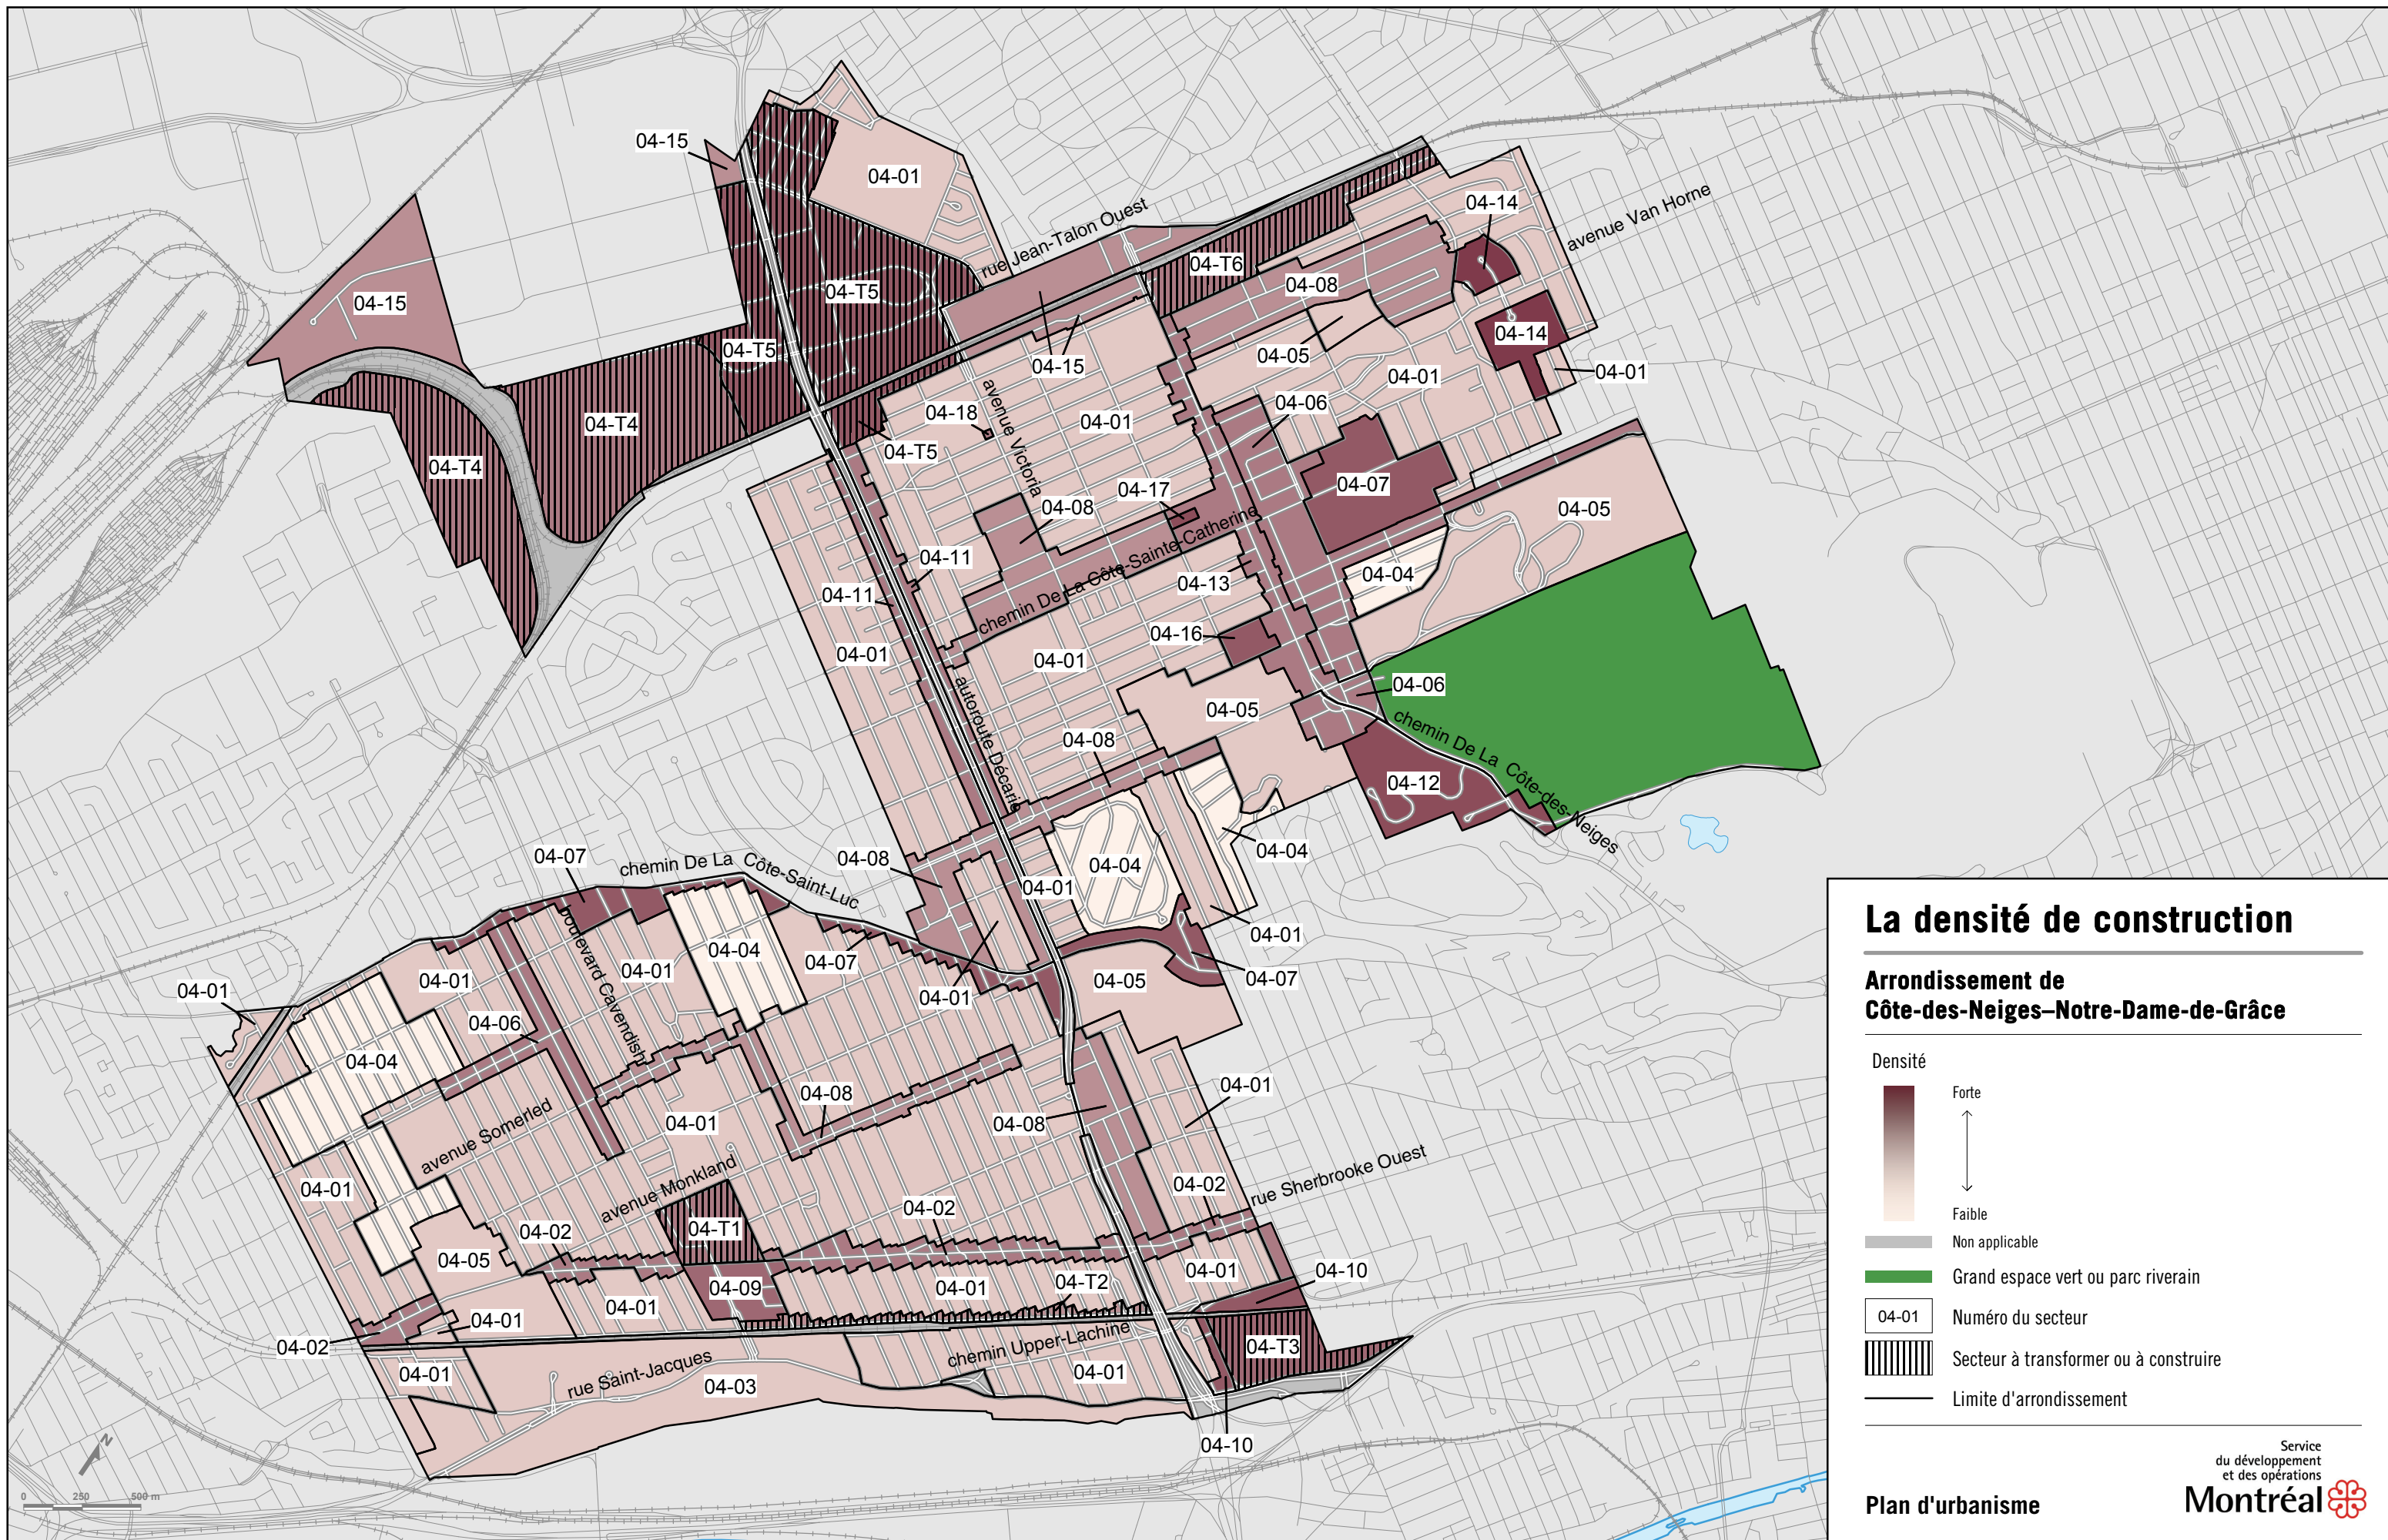 04-15
04-01
04-14
avenue Van Horne
rue Jean-Talon Ouest
04-T6
04-08
04-T5
04-15
04-14
04-T5
04-05
04-15
04-01
04-01
04-06
04-18
avenue Victoria
04-01
04-T4
04-T5
04-T4
04-07
04-17
04-08
04-05
chemin De La Côte-Sainte-Catherine
04-11
04-13
04-04
04-11
04-16
04-01
04-01
04-06
autoroute Décarie
04-05
chemin De La Côte-des-Neiges
04-08
04-12
04-07
chemin De La Côte-Saint-Luc
04-08
04-04
04-04
04-01
boulevard Cavendish
04-04
04-01
04-07
04-01
04-01
04-05
04-07
04-01
04-01
04-06
04-04
04-08
04-01
04-01
04-08
avenue Somerled
avenue Monkland
04-01
04-02
rue Sherbrooke Ouest
04-02
04-T1
04-02
04-05
04-09
04-01
04-T2
04-01
04-10
04-01
04-01
04-02
chemin Upper-Lachine
04-T3
rue Saint-Jacques
04-01
04-03
04-01
04-10
N
0 250 500 m
La densité de construction
Arrondissement de
Côte-des-Neiges–Notre-Dame-de-Grâce
Densité
Forte
Faible
Non applicable
Grand espace vert ou parc riverain
04-01 Numéro du secteur
Secteur à transformer ou à construire
Limite d'arrondissement
Service
du développement
et des opérations
Plan d'urbanisme
Montréal